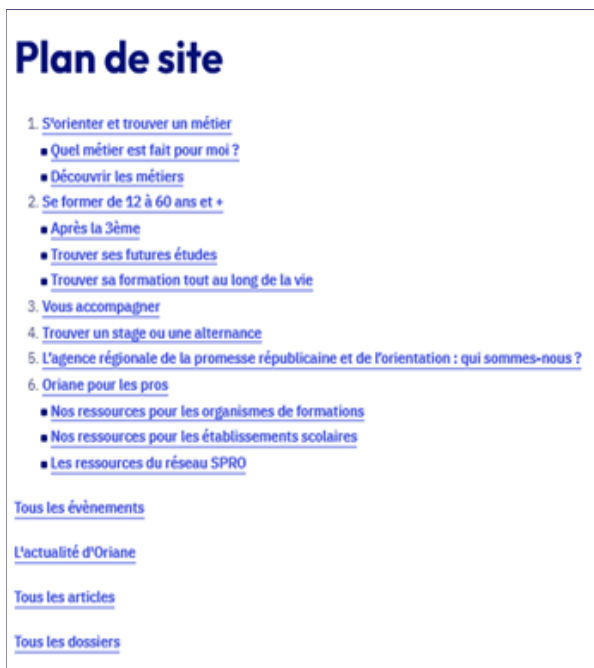 Plan de site
1. S'orienter et trouver un métier
▪ Quel métier est fait pour moi ?
▪ Découvrir les métiers
2. Se former de 12 à 60 ans et +
▪ Après la 3ème
▪ Trouver ses futures études
▪ Trouver sa formation tout au long de la vie
3. Vous accompagner
4. Trouver un stage ou une alternance
5. L'agence régionale de la promesse républicaine et de l'orientation : qui sommes-nous ?
6. Oriane pour les pros
▪ Nos ressources pour les organismes de formations
▪ Nos ressources pour les établissements scolaires
▪ Les ressources du réseau SPRO
Tous les évènements
L'actualité d'Oriane
Tous les articles
Tous les dossiers